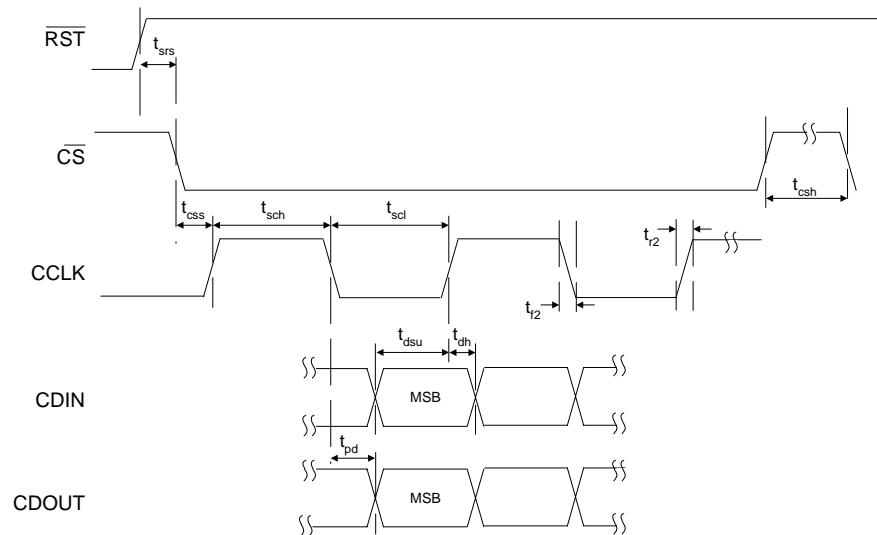 RST
t_srs
CS
t_csh
t_css t_sch t_scl
t_r2
CCLK
t_f2
t_dsu t_dh
CDIN MSB
t_pd
CDOUT MSB